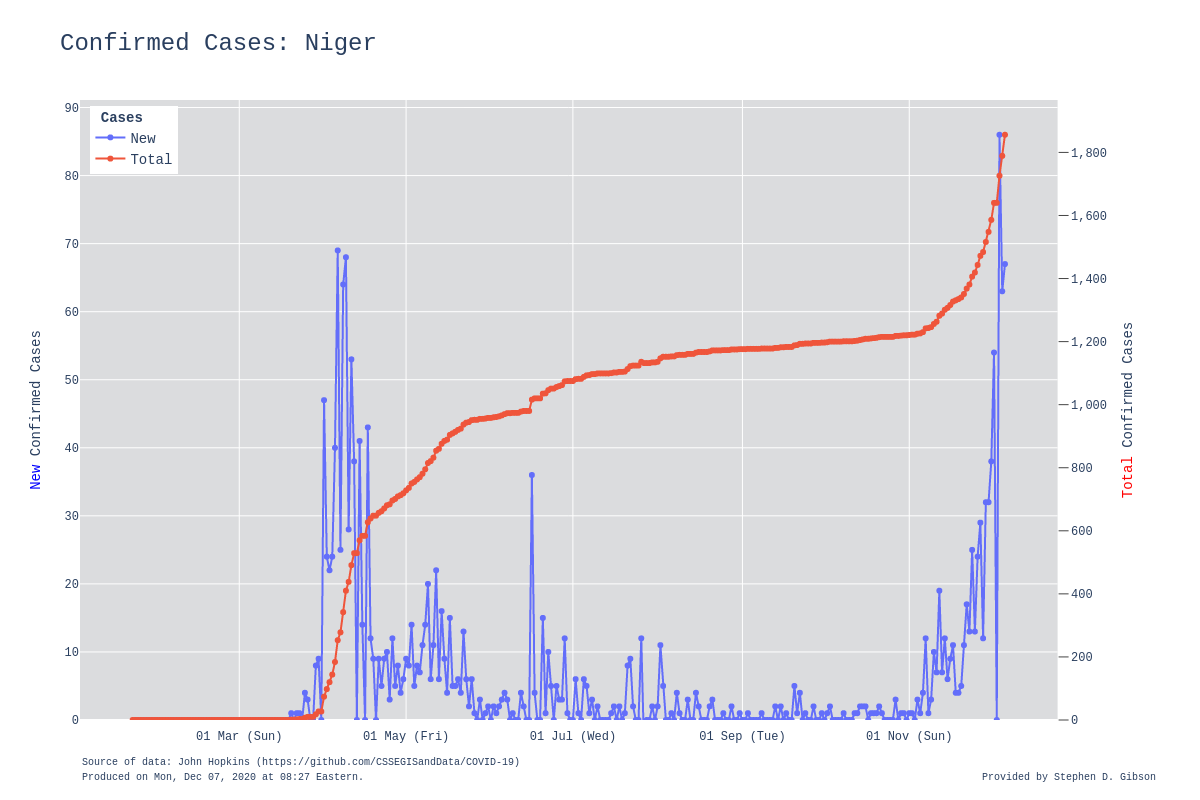 Confirmed Cases: Niger
Cases
New
Total
90
80
70
60
50
40
30
20
10
0
New Confirmed Cases
1,800
1,600
1,400
1,200
1,000
800
600
400
200
0
Total Confirmed Cases
01 Mar (Sun) 01 May (Fri) 01 Jul (Wed) 01 Sep (Tue) 01 Nov (Sun)
Source of data: John Hopkins (https://github.com/CSSEGISandData/COVID-19)
Produced on Mon, Dec 07, 2020 at 08:27 Eastern.
Provided by Stephen D. Gibson